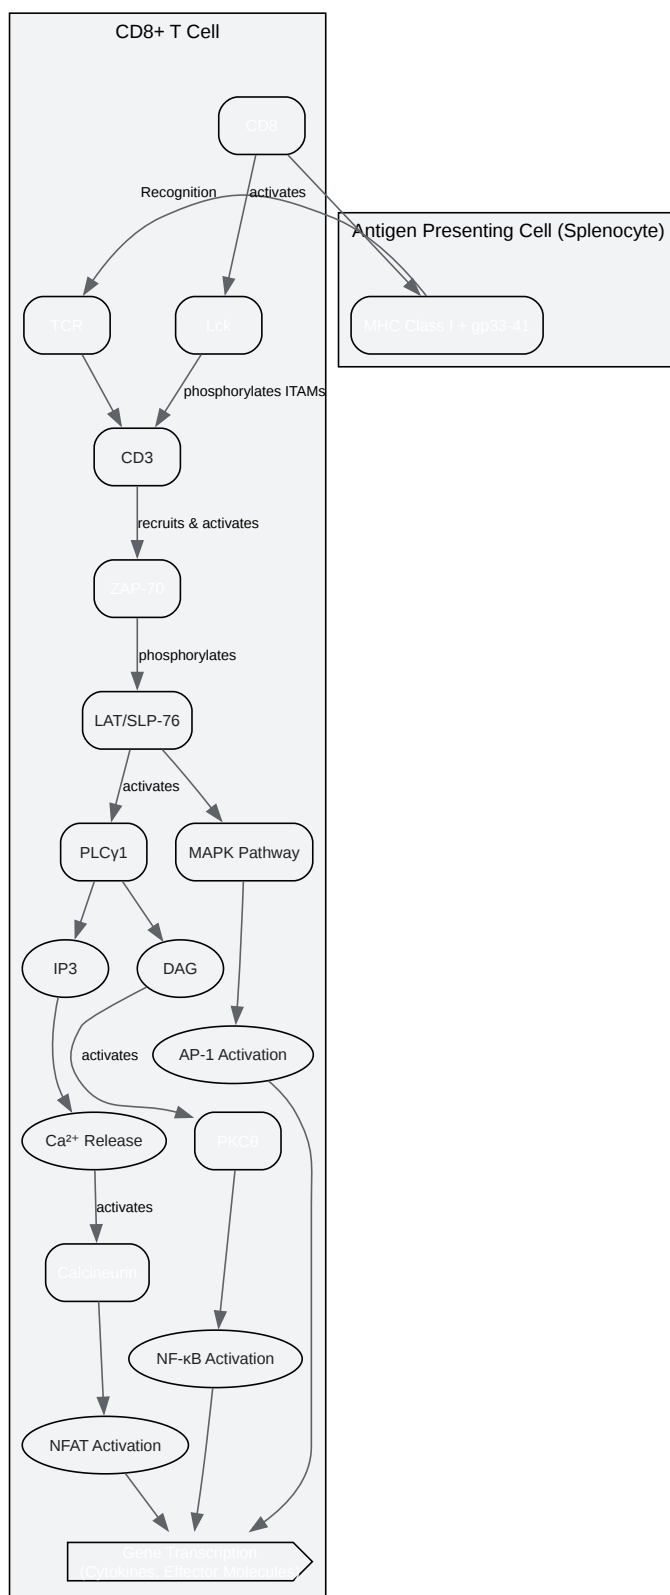 CD8+ T Cell
CD8
Recognition
activates
Antigen Presenting Cell (Splenocyte)
TCR
Lck
MHC Class I + gp33-41
phosphorylates ITAMs
CD3
recruits & activates
ZAP-70
phosphorylates
LAT/SLP-76
activates
PLCγ1
MAPK Pathway
IP3
DAG
activates
AP-1 Activation
Ca²⁺ Release
PKCθ
activates
Calcineurin
NF-κB Activation
NFAT Activation
Gene Transcription
(Cytokines, Effector Molecules)